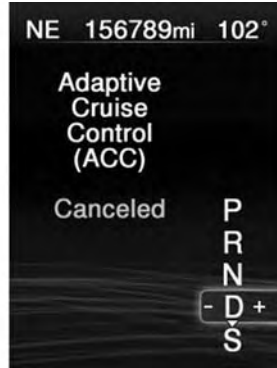 NE 156789mi 102°
Adaptive
Cruise
Control
(ACC)
Canceled
P
R
N
- D +
S